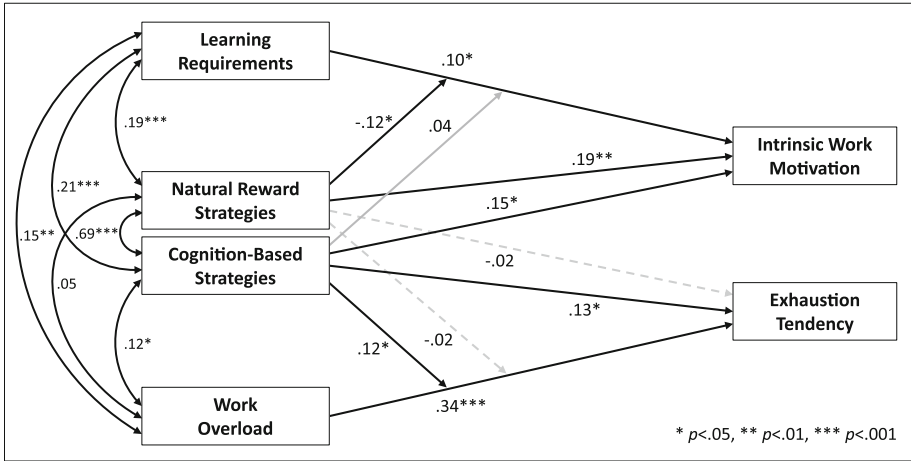 Learning
Requirements
.10*
.19***
-.12*
.04
Intrinsic Work
Motivation
.19**
.21***
Natural Reward
Strategies
.15*
.15**
.69***
Cognition-Based
Strategies
-.02
.05
.13*
Exhaustion
Tendency
.12*
.12*
-.02
Work
Overload
.34***
* p<.05, ** p<.01, *** p<.001